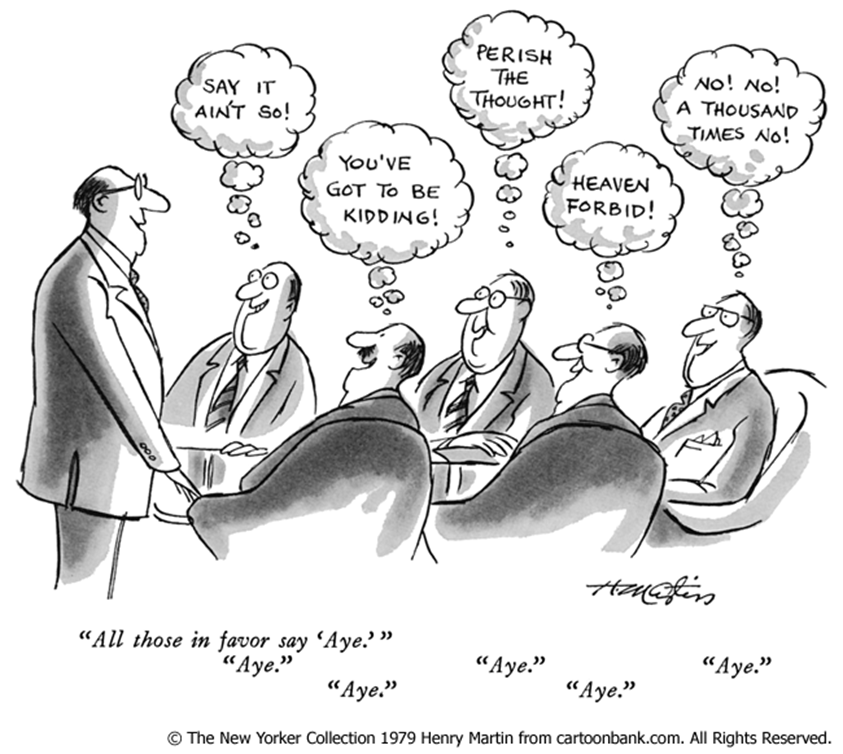 SAY IT
AIN'T SO!
YOU'VE
GOT TO BE
KIDDING!
PERISH
THE
THOUGHT!
HEAVEN
FORBID!
NO! NO!
A THOUSAND
TIMES NO!
H. Martin
“All those in favor say ‘Aye.’ ”
“Aye.”
“Aye.”
“Aye.”
“Aye.”
“Aye.”
© The New Yorker Collection 1979 Henry Martin from cartoonbank.com. All Rights Reserved.